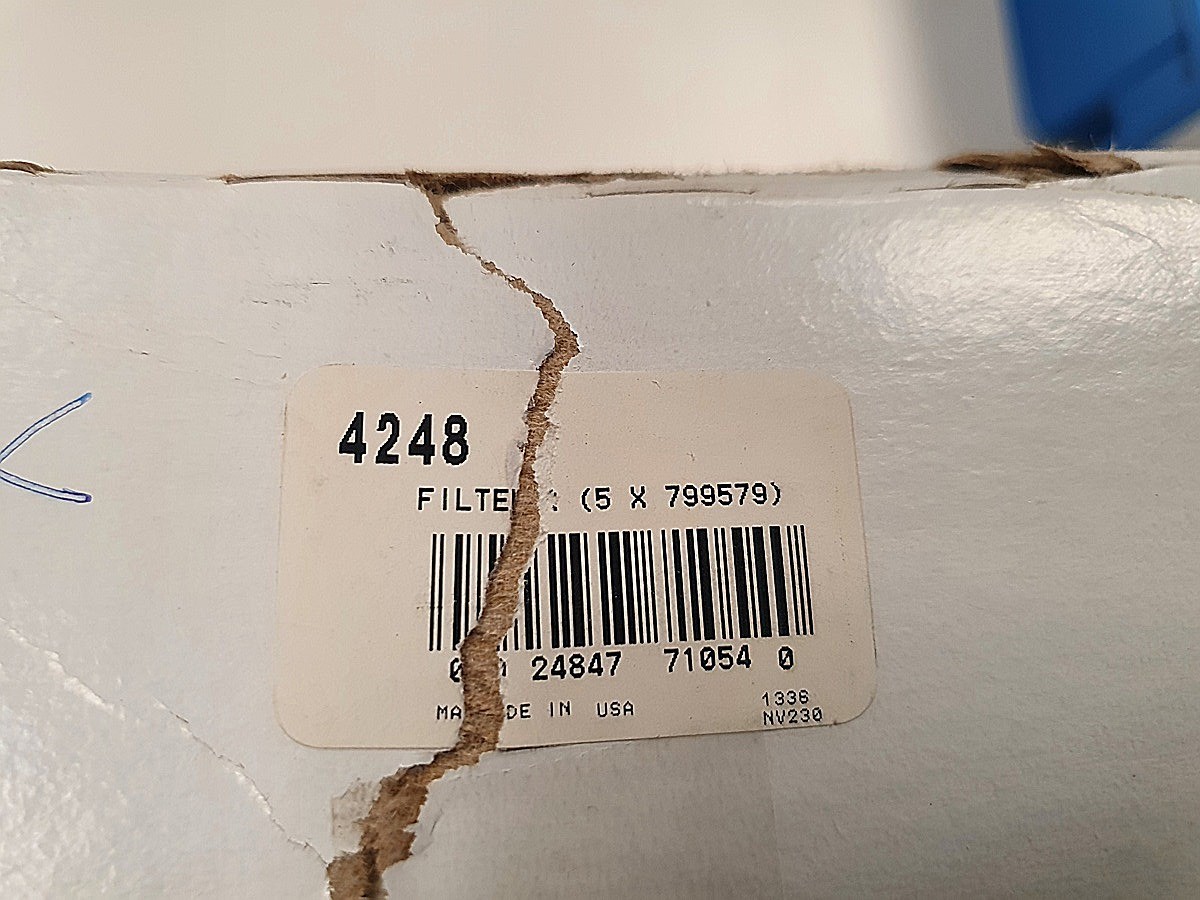 4248
(5 X 799579)
24847 71054 0
IN USA
1336
NV230